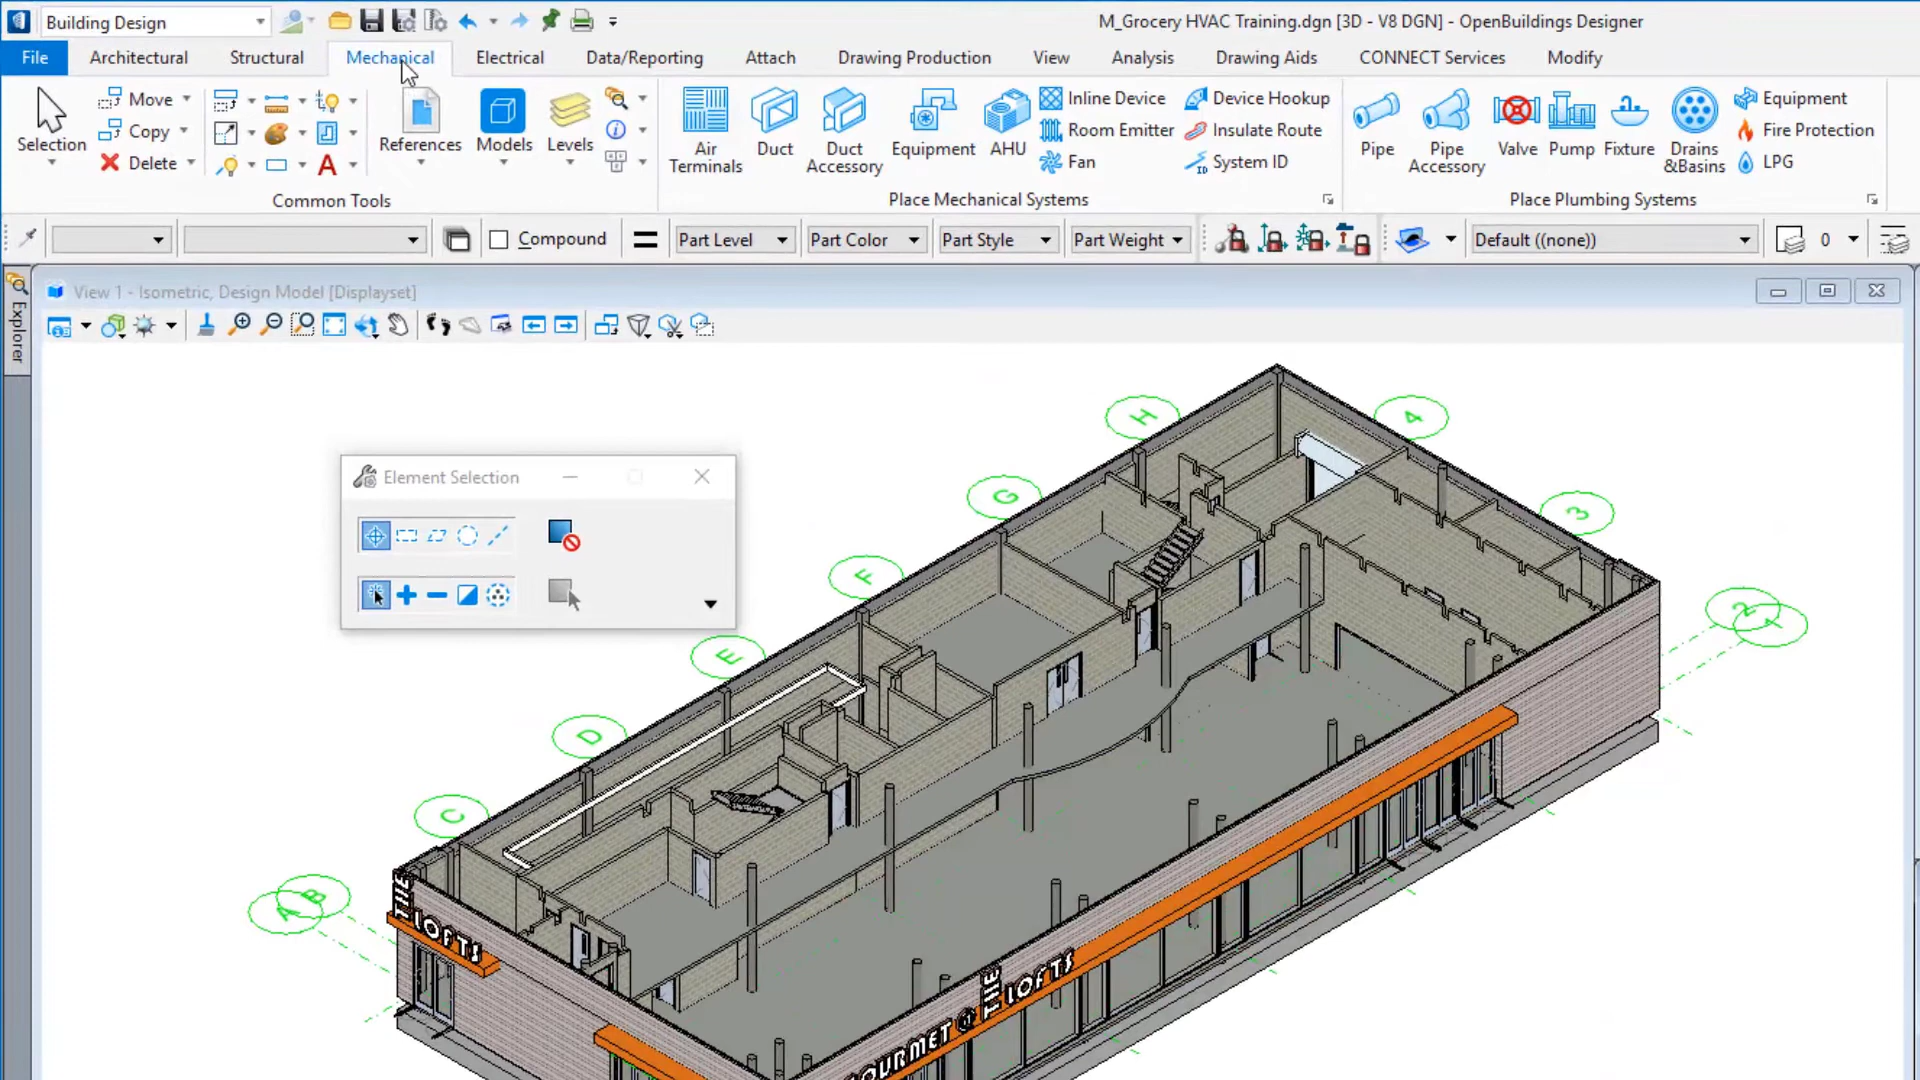 Building Design
M_Grocery HVAC Training.dgn [3D - V8 DGN] - OpenBuildings Designer
File
Architectural
Structural
Mechanical
Electrical
Data/Reporting
Attach
Drawing Production
View
Analysis
Drawing Aids
CONNECT Services
Modify
Selection
Move
Copy
Delete
References
Models
Levels
Common Tools
Air
Terminals
Duct
Duct
Accessory
Equipment
AHU
Inline Device
Room Emitter
Fan
Device Hookup
Insulate Route
System ID
Place Mechanical Systems
Pipe
Pipe
Accessory
Valve
Pump
Fixture
Drains
&Basins
Equipment
Fire Protection
LPG
Place Plumbing Systems
Compound
Part Level
Part Color
Part Style
Part Weight
Default ((none))
0
Explorer
View 1 - Isometric, Design Model [Displayset]
Element Selection
H
4
G
3
F
2
1
E
D
C
B
A
THE
LOFTS
GOURMET @ THE LOFTS